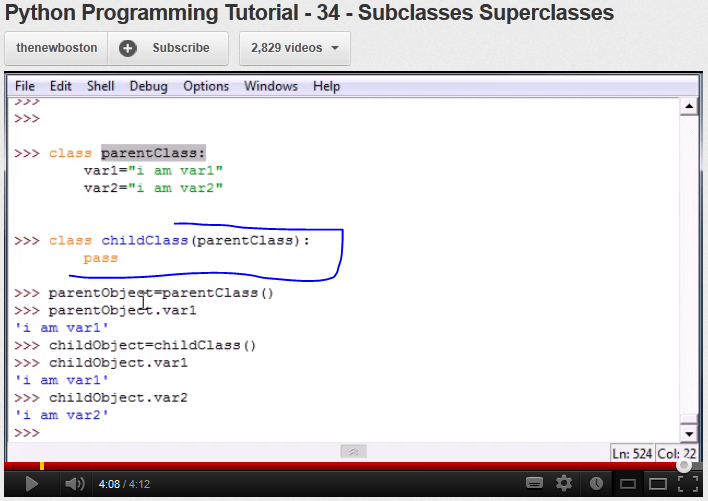 Python Programming Tutorial - 34 - Subclasses Superclasses
thenewboston Subscribe 2,829 videos
File Edit Shell Debug Options Windows Help
>>>
>>>
>>> class parentClass:
var1="i am var1"
var2="i am var2"
>>> class childClass(parentClass):
pass
>>> parentObject=parentClass()
>>> parentObject.var1
'i am var1'
>>> childObject=childClass()
>>> childObject.var1
'i am var1'
>>> childObject.var2
'i am var2'
>>>
Ln: 524 Col: 22
4:08 / 4:12